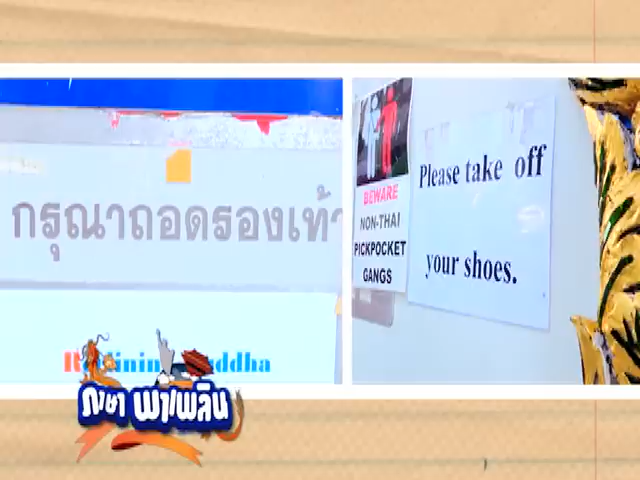 กรุณาถอดรองเท้า
Please take off
your shoes.
BEWARE
NON-THAI
PICKPOCKET
GANGS
ภาษา พาเพลิน